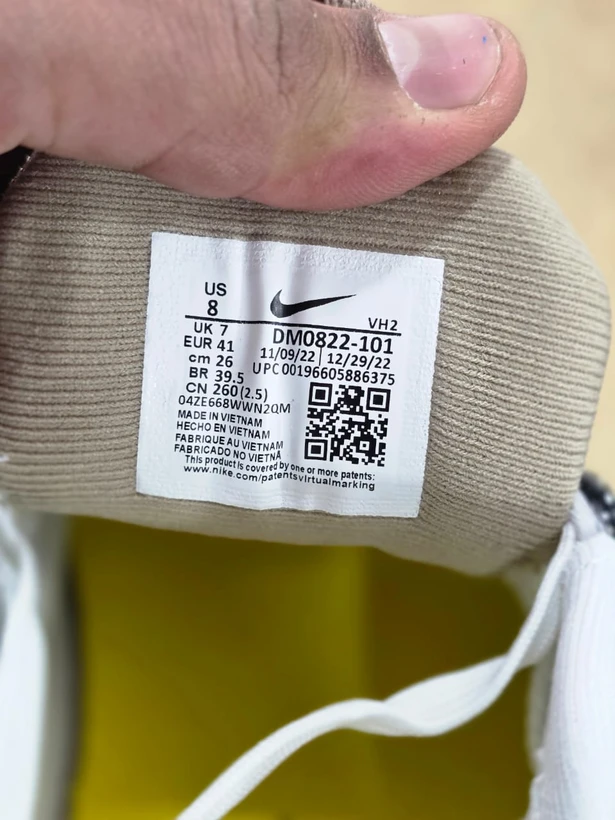 US
8
VH2
UK 7
DM0822-101
EUR 41
11/09/22 12/29/22
cm 26
UPC 00196605886375
BR 39.5
CN 260 (2.5)
04ZE668WWN2QM
MADE IN VIETNAM
HECHO EN VIETNAM
FABRIQUE AU VIETNAM
FABRICADO NO VIETNÃ
This product is covered by one or more patents:
www.nike.com/patentsvirtualmarking